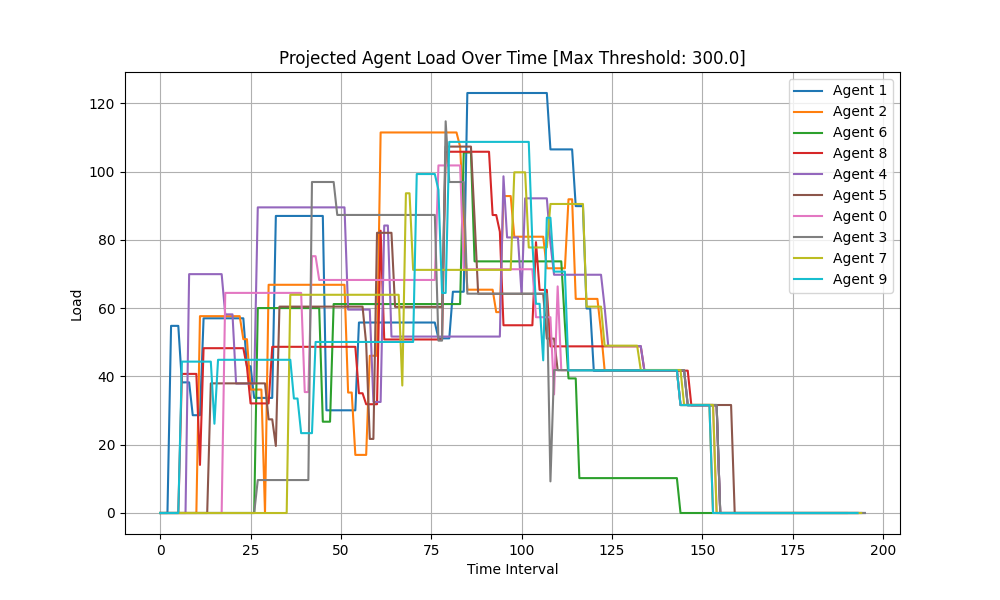 Projected Agent Load Over Time [Max Threshold: 300.0]
Load
120
100
80
60
40
20
0
0 25 50 75 100 125 150 175 200
Time Interval
Agent 1
Agent 2
Agent 6
Agent 8
Agent 4
Agent 5
Agent 0
Agent 3
Agent 7
Agent 9